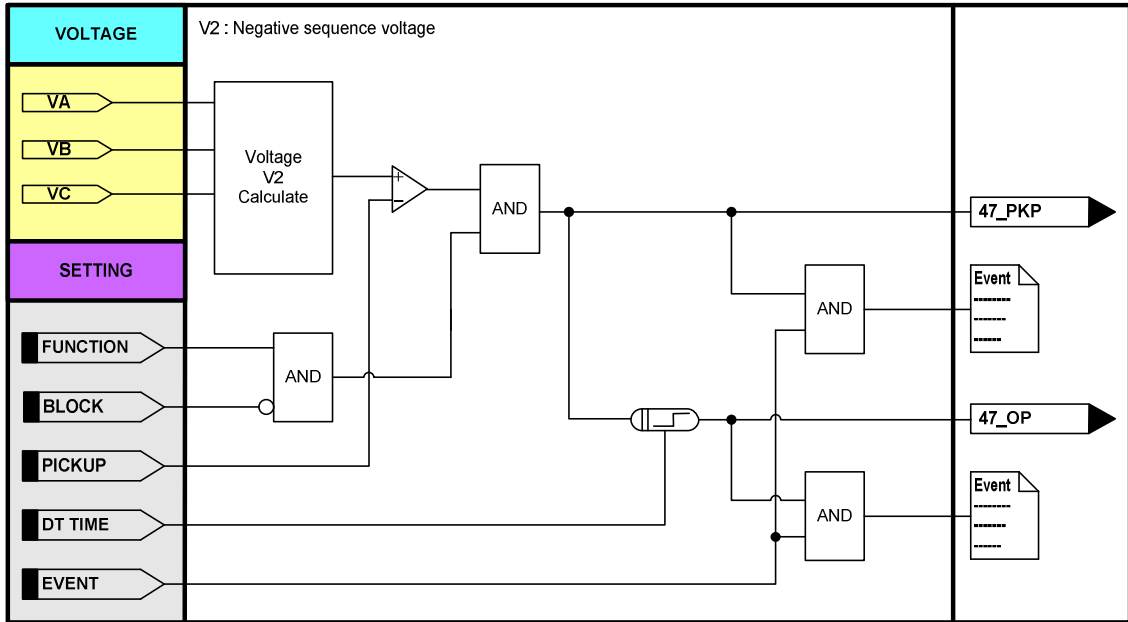 VOLTAGE
V2 : Negative sequence voltage
VA
VB
VC
Voltage
V2
Calculate
+
−
AND
47_PKP
SETTING
Event
AND
FUNCTION
AND
BLOCK
47_OP
PICKUP
Event
DT TIME
AND
EVENT